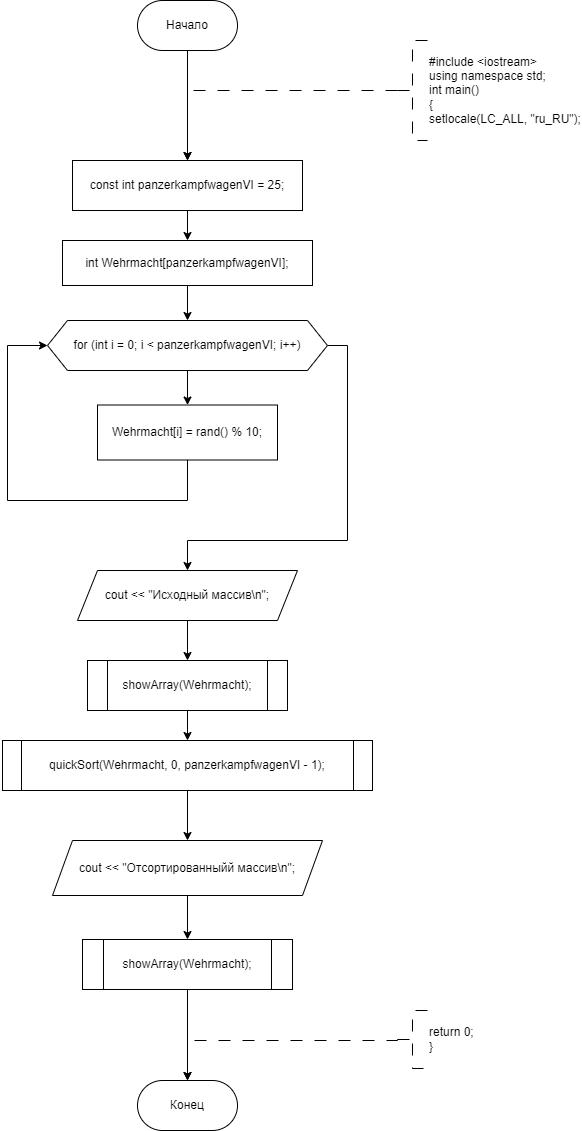 Начало
#include <iostream>
using namespace std;
int main()
{
setlocale(LC_ALL, "ru_RU");
const int panzerkampfwagenVI = 25;
int Wehrmacht[panzerkampfwagenVI];
for (int i = 0; i < panzerkampfwagenVI; i++)
Wehrmacht[i] = rand() % 10;
cout << "Исходный массив\n";
showArray(Wehrmacht);
quickSort(Wehrmacht, 0, panzerkampfwagenVI - 1);
cout << "Отсортированныйй массив\n";
showArray(Wehrmacht);
return 0;
}
Конец